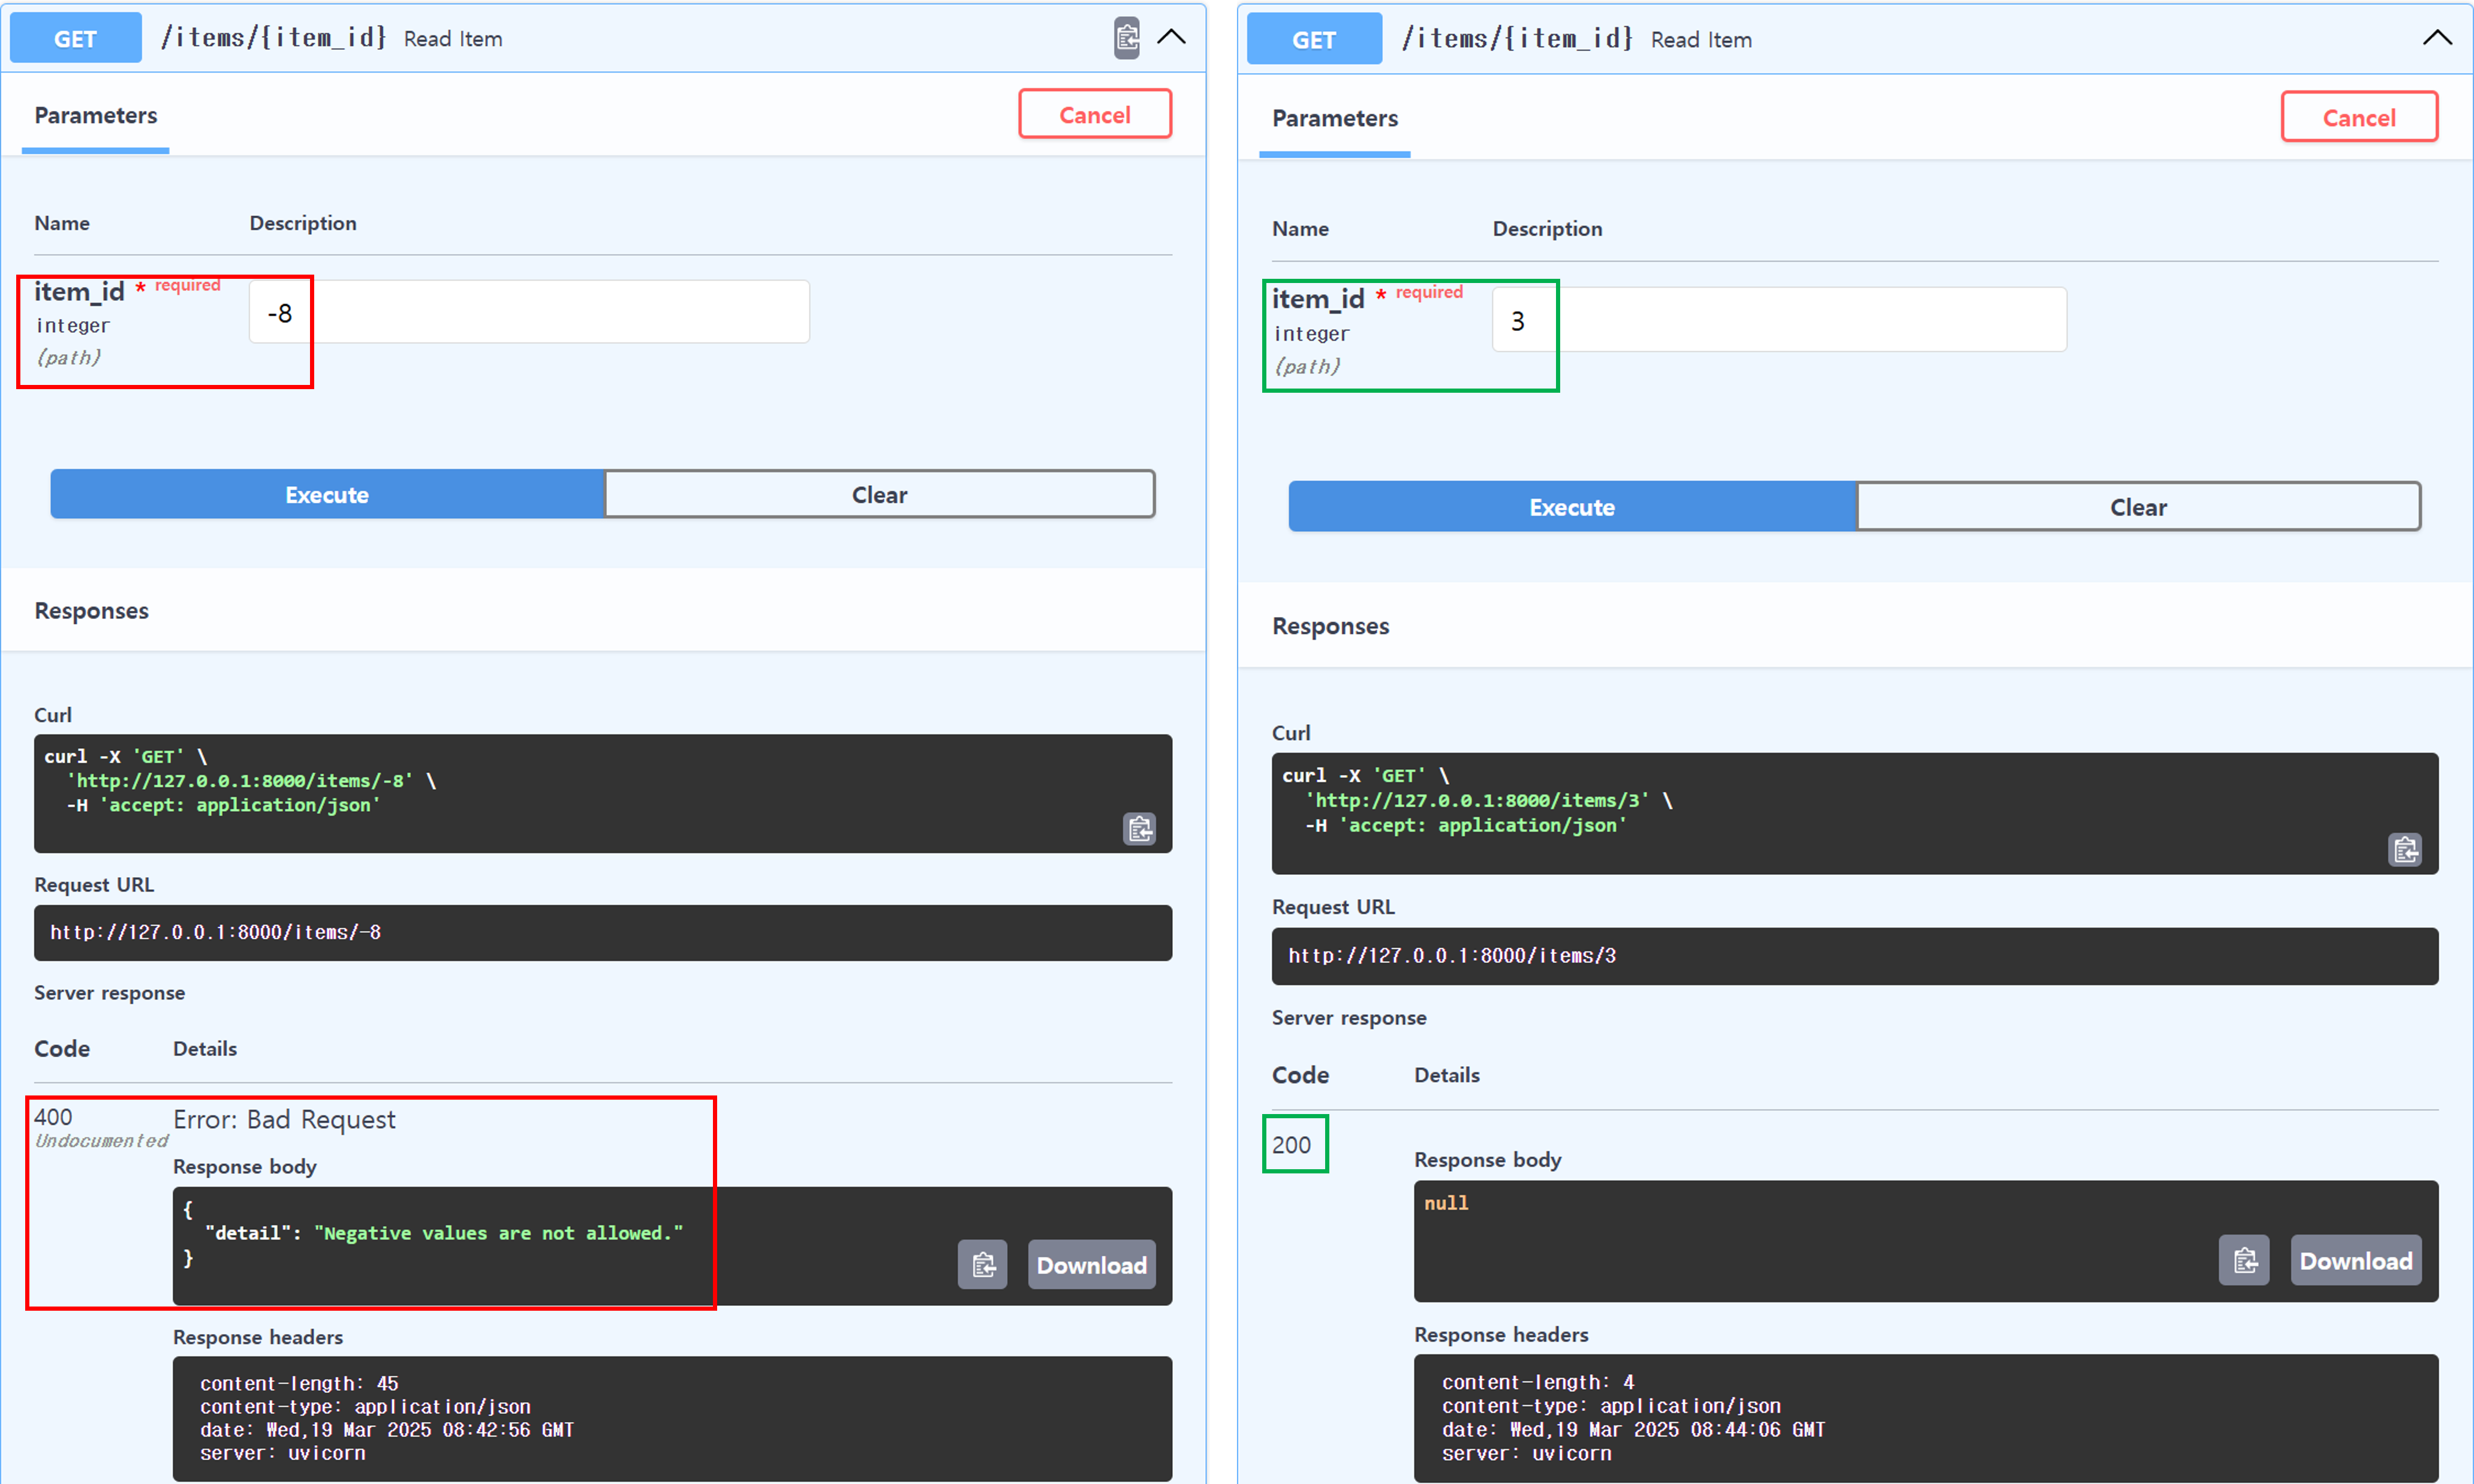 GET /items/{item_id} Read Item
Parameters
Cancel
Name Description
item_id * required
integer
(path)
-8
Execute Clear
Responses
Curl
curl -X 'GET' \
'http://127.0.0.1:8000/items/-8' \
-H 'accept: application/json'
Request URL
http://127.0.0.1:8000/items/-8
Server response
Code Details
400 Error: Bad Request
Undocumented
Response body
{
"detail": "Negative values are not allowed."
}
Download
Response headers
content-length: 45
content-type: application/json
date: Wed,19 Mar 2025 08:42:56 GMT
server: uvicorn
GET /items/{item_id} Read Item
Parameters
Cancel
Name Description
item_id * required
integer
(path)
3
Execute Clear
Responses
Curl
curl -X 'GET' \
'http://127.0.0.1:8000/items/3' \
-H 'accept: application/json'
Request URL
http://127.0.0.1:8000/items/3
Server response
Code Details
200
Response body
null
Download
Response headers
content-length: 4
content-type: application/json
date: Wed,19 Mar 2025 08:44:06 GMT
server: uvicorn